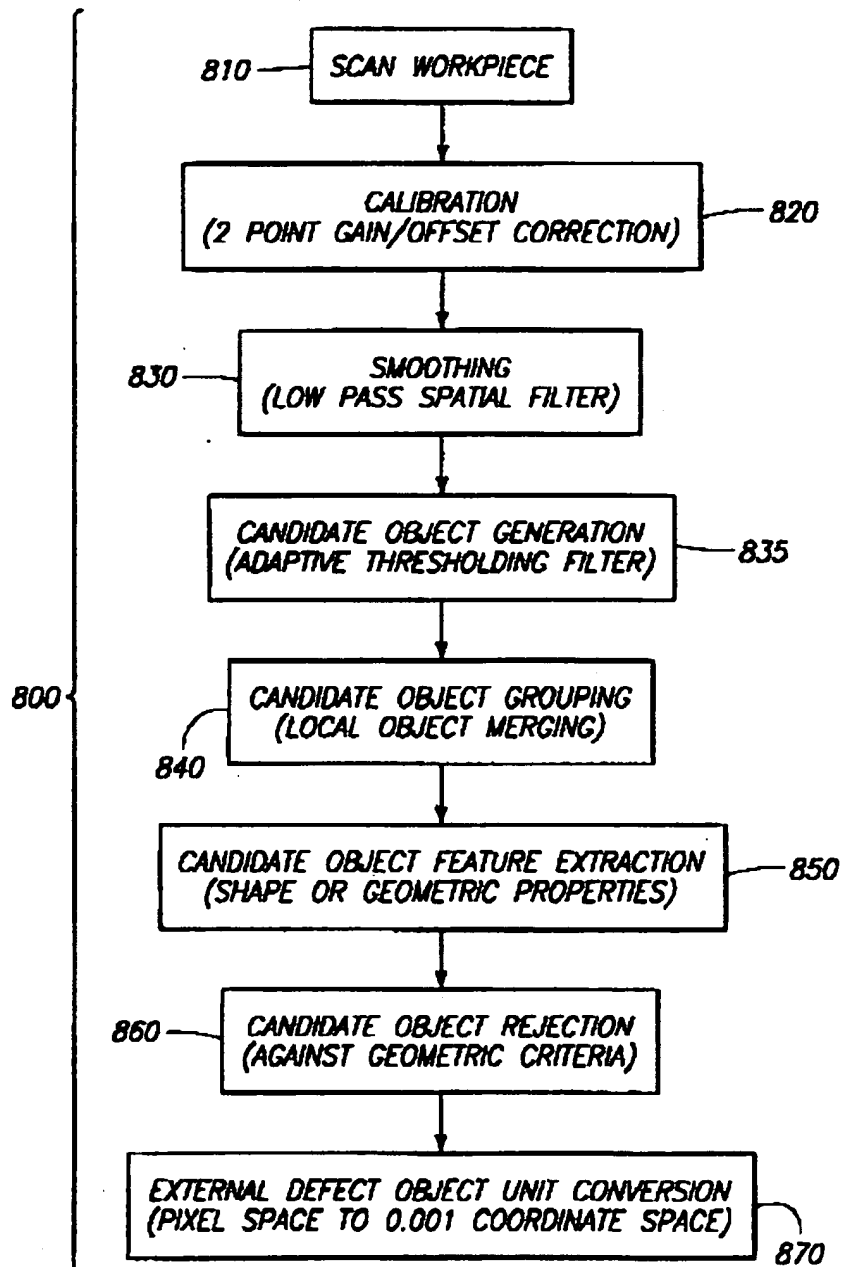 810
SCAN WORKPIECE
CALIBRATION
(2 POINT GAIN/OFFSET CORRECTION)
820
830
SMOOTHING
(LOW PASS SPATIAL FILTER)
CANDIDATE OBJECT GENERATION
(ADAPTIVE THRESHOLDING FILTER)
835
800
CANDIDATE OBJECT GROUPING
(LOCAL OBJECT MERGING)
840
CANDIDATE OBJECT FEATURE EXTRACTION
(SHAPE OR GEOMETRIC PROPERTIES)
850
860
CANDIDATE OBJECT REJECTION
(AGAINST GEOMETRIC CRITERIA)
EXTERNAL DEFECT OBJECT UNIT CONVERSION
(PIXEL SPACE TO 0.001 COORDINATE SPACE)
870